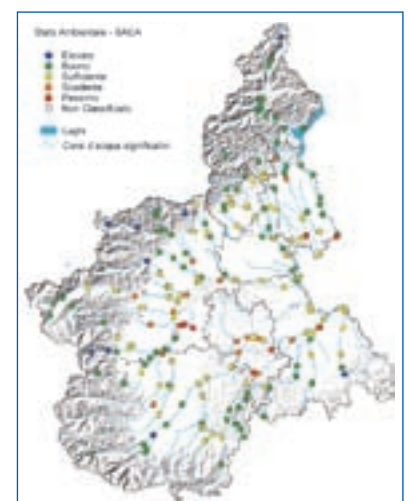 Stato Ambientale - SACA
Elevato
Buono
Sufficiente
Scadente
Pessimo
Non Classificato
Laghi
Corsi d'acqua significativi